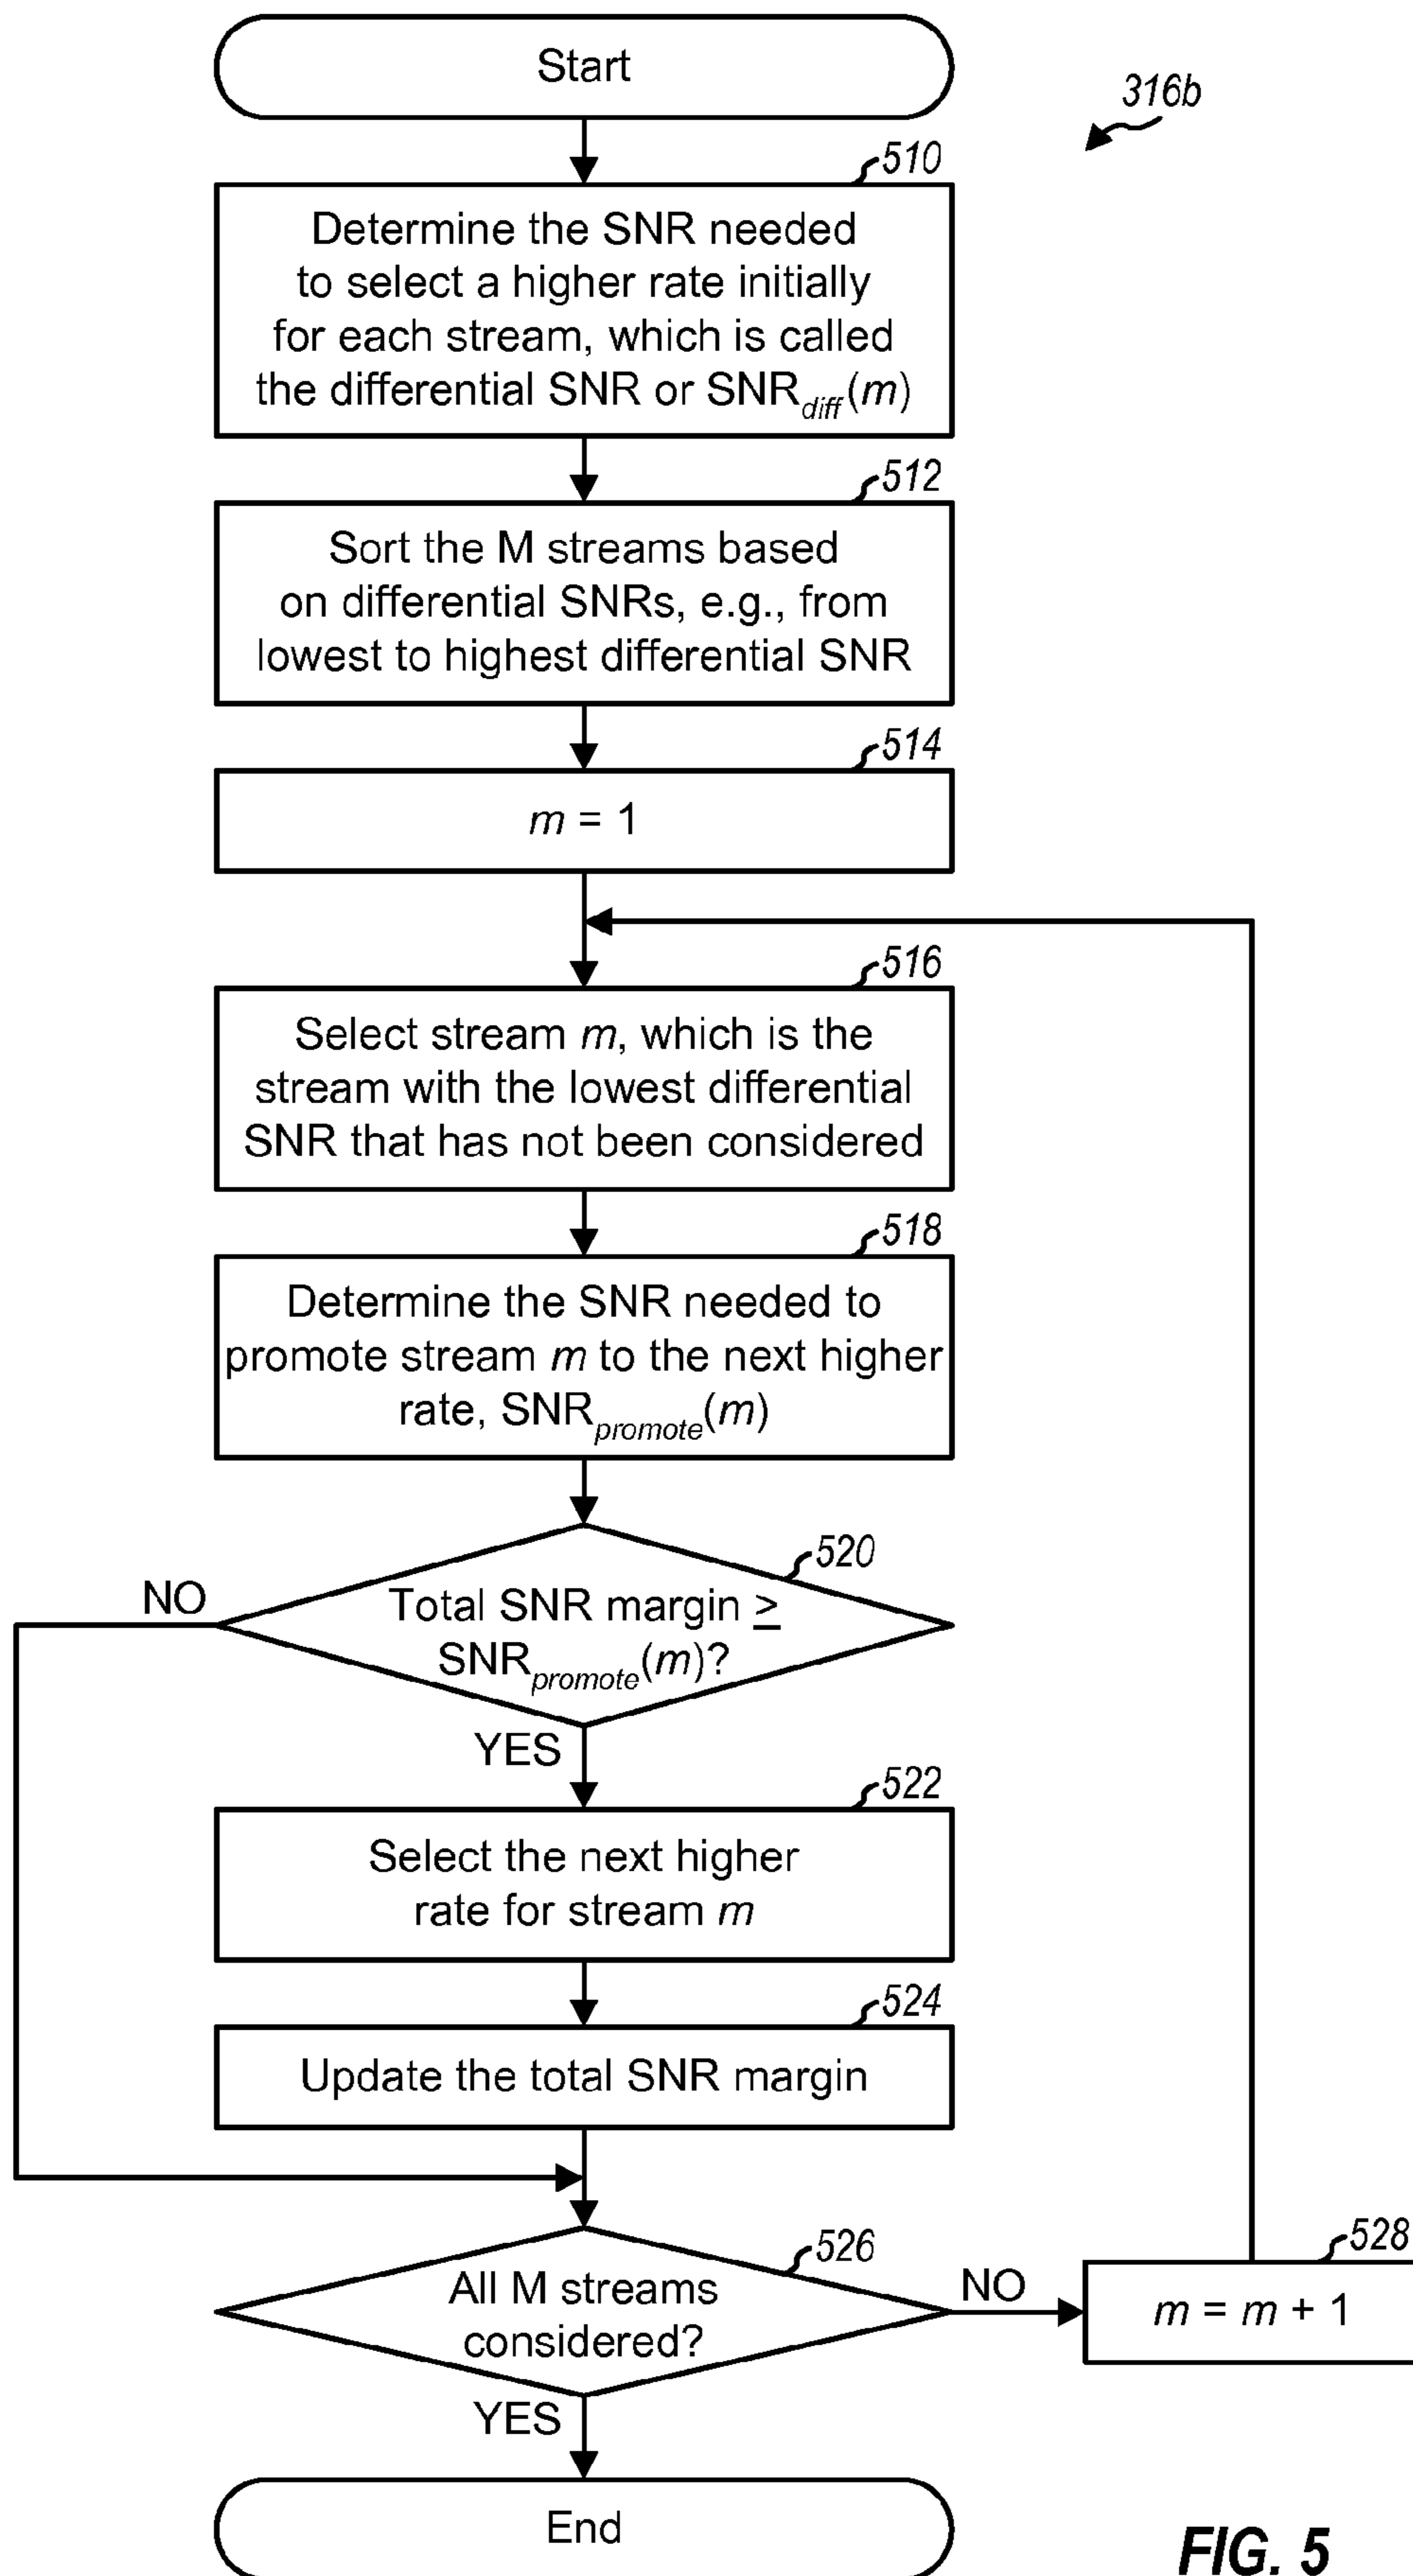 Start
316b
510
Determine the SNR needed
to select a higher rate initially
for each stream, which is called
the differential SNR or SNRdiff(m)
512
Sort the M streams based
on differential SNRs, e.g., from
lowest to highest differential SNR
514
m = 1
516
Select stream m, which is the
stream with the lowest differential
SNR that has not been considered
518
Determine the SNR needed to
promote stream m to the next higher
rate, SNRpromote(m)
520
NO
Total SNR margin ≥
SNRpromote(m)?
YES
522
Select the next higher
rate for stream m
524
Update the total SNR margin
526
528
All M streams
considered?
NO
m = m + 1
YES
End
FIG. 5